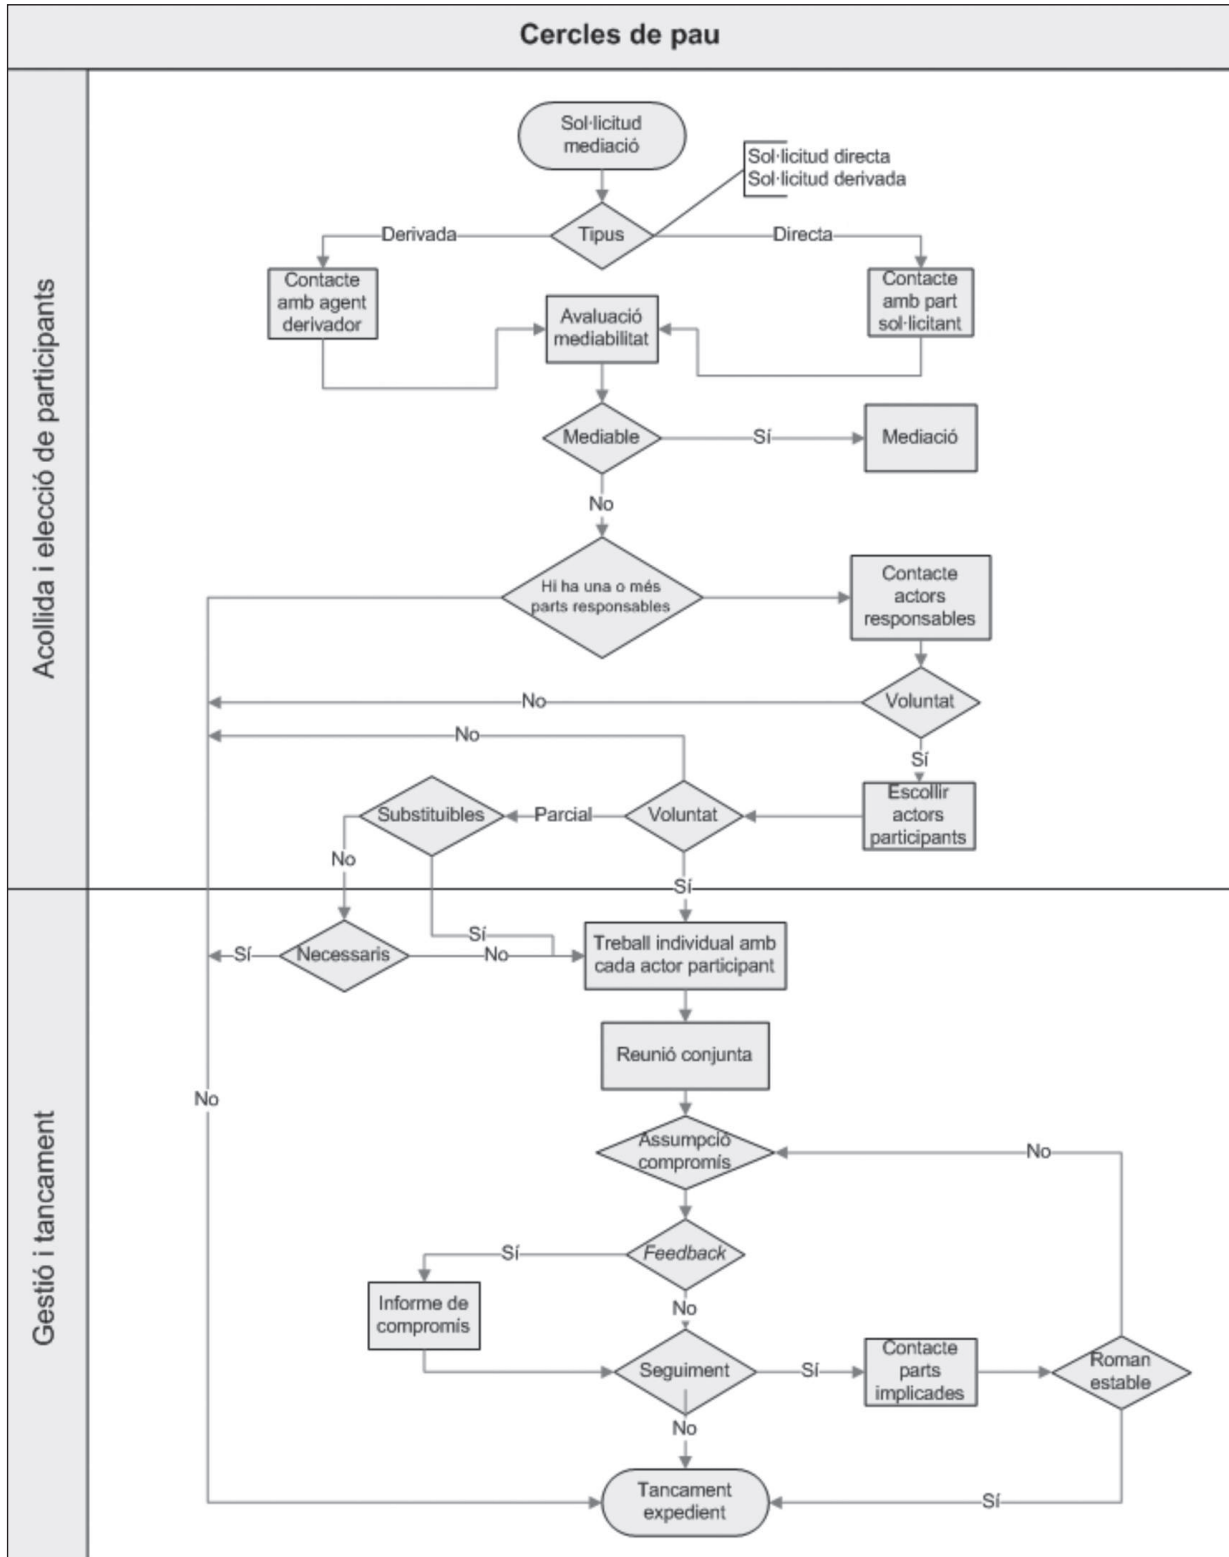 Cercles de pau
Acollida i elecció de participants
Sol·licitud
mediació
Sol·licitud directa
Sol·licitud derivada
Derivada
Tipus
Directa
Contacte
amb agent
derivador
Avaluació
mediabilitat
Contacte
amb part
sol·licitant
Mediable
Sí
Mediació
No
Hi ha una o més
parts responsables
Contacte
actors
responsables
No
Voluntat
No
Sí
Substituibles
Parcial
Voluntat
Escollir
actors
participants
No
Sí
Gestió i tancament
Sí
Necessaris
Sí
No
Treball individual amb
cada actor participant
Reunió conjunta
No
Assumpció
compromís
No
Sí
Feedback
Informe de
compromís
No
Seguiment
Sí
Contacte
parts
implicades
Roman
estable
No
Tancament
expedient
Sí